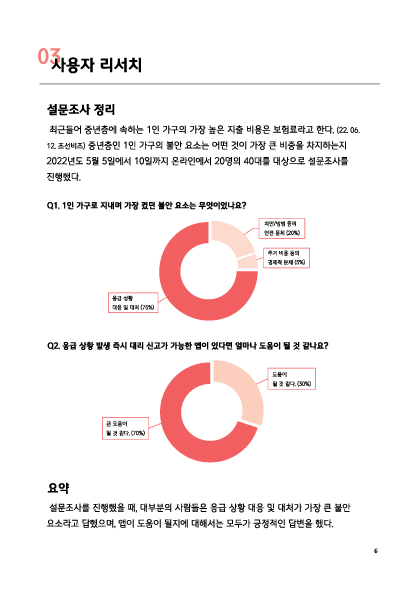 03
사용자 리서치
설문조사 정리
최근들어 중년층에 속하는 1인 가구의 가장 높은 지출 비용은 보험료라고 한다. (22. 06.
12. 조선비즈) 중년층인 1인 가구의 불안 요소는 어떤 것이 가장 큰 비중을 차지하는지
2022년도 5월 5일에서 10일까지 온라인에서 20명의 40대를 대상으로 설문조사를
진행했다.
Q1. 1인 가구로 지내며 가장 컸던 불안 요소는 무엇이었나요?
치안/방범 등의
안전 문제 (20%)
주거 비용 등의
경제적 문제 (5%)
응급 상황
대응 및 대처 (75%)
Q2. 응급 상황 발생 즉시 대리 신고가 가능한 앱이 있다면 얼마나 도움이 될 것 같나요?
도움이
될 것 같다. (30%)
큰 도움이
될 것 같다. (70%)
요약
설문조사를 진행했을 때, 대부분의 사람들은 응급 상황 대응 및 대처가 가장 큰 불안
요소라고 답했으며, 앱이 도움이 될지에 대해서는 모두가 긍정적인 답변을 했다.
6